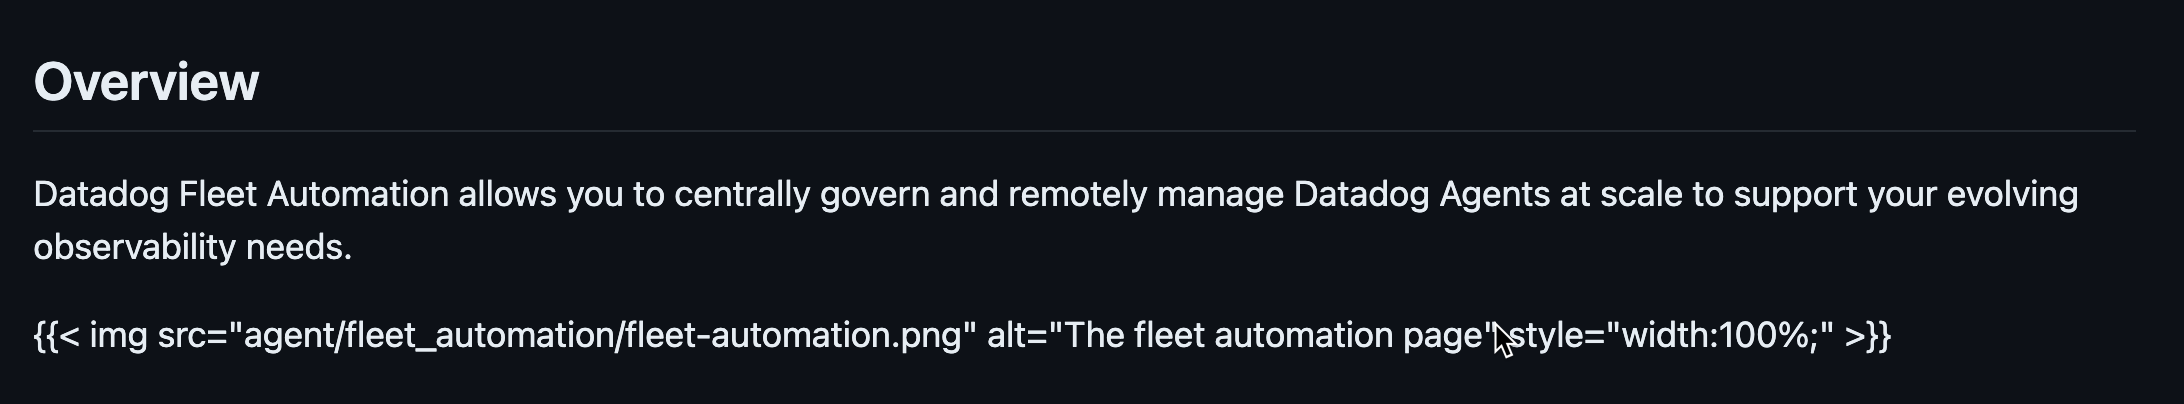 Overview
Datadog Fleet Automation allows you to centrally govern and remotely manage Datadog Agents at scale to support your evolving
observability needs.
{{< img src="agent/fleet_automation/fleet-automation.png" alt="The fleet automation page" style="width:100%;" >}}